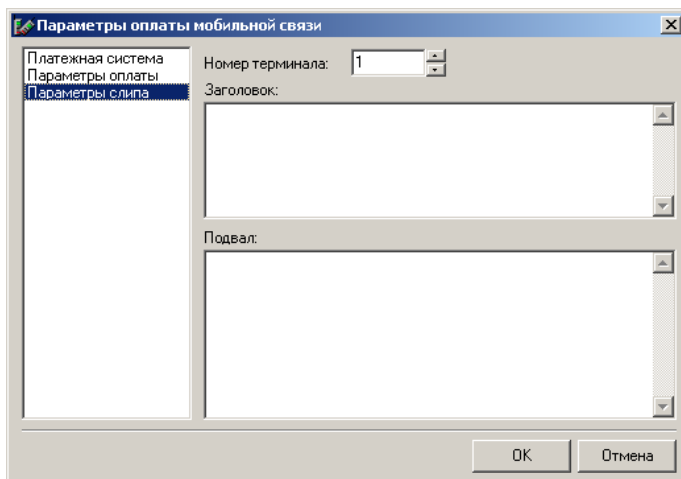 Параметры оплаты мобильной связи
Платежная система
Параметры оплаты
Параметры слипа
Номер терминала: 1
Заголовок:
Подвал:
OK Отмена